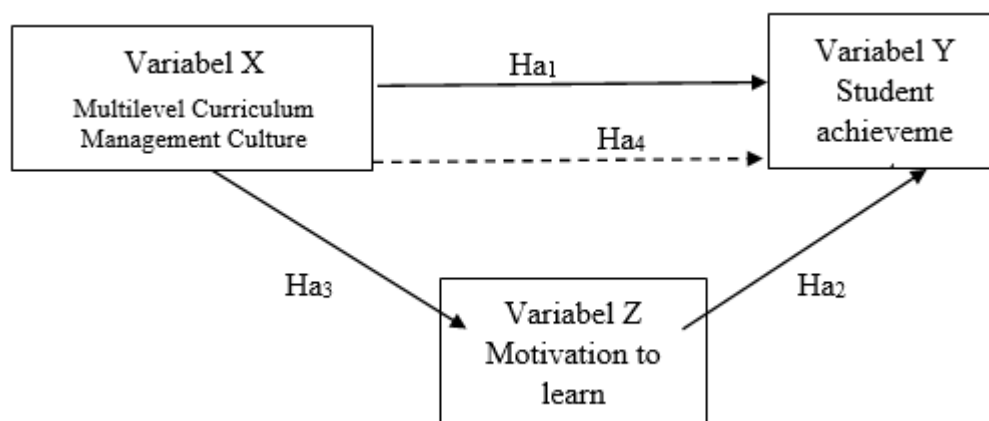 Variabel X
Multilevel Curriculum
Management Culture
Ha₁
Ha₄
Variabel Y
Student
achieveme
Ha₃
Ha₂
Variabel Z
Motivation to
learn